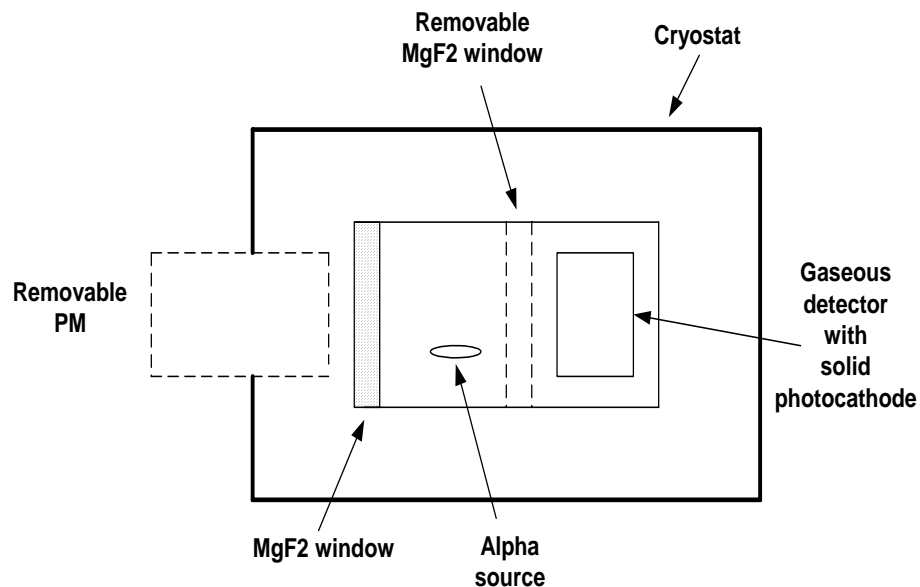 Removable
MgF2 window
Cryostat
Removable
PM
Gaseous
detector
with
solid
photocathode
MgF2 window
Alpha
source